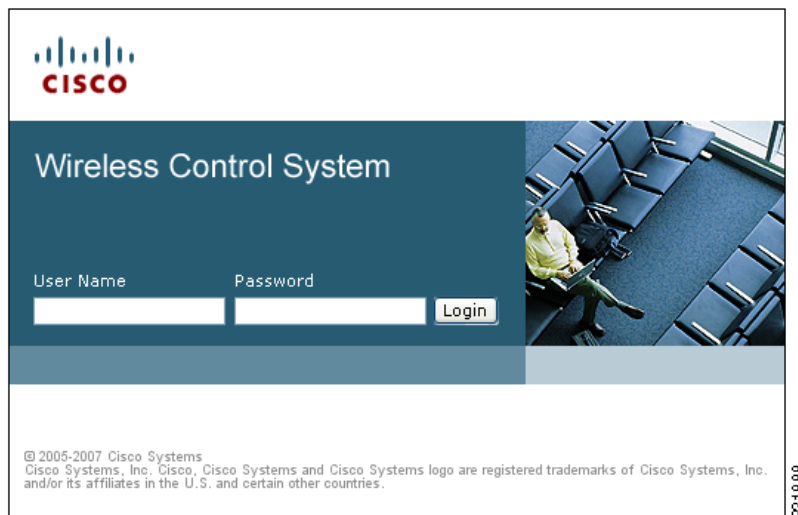 CISCO
Wireless Control System
User Name Password
Login
© 2005-2007 Cisco Systems
Cisco Systems, Inc. Cisco, Cisco Systems and Cisco Systems logo are registered trademarks of Cisco Systems, Inc.
and/or its affiliates in the U.S. and certain other countries.